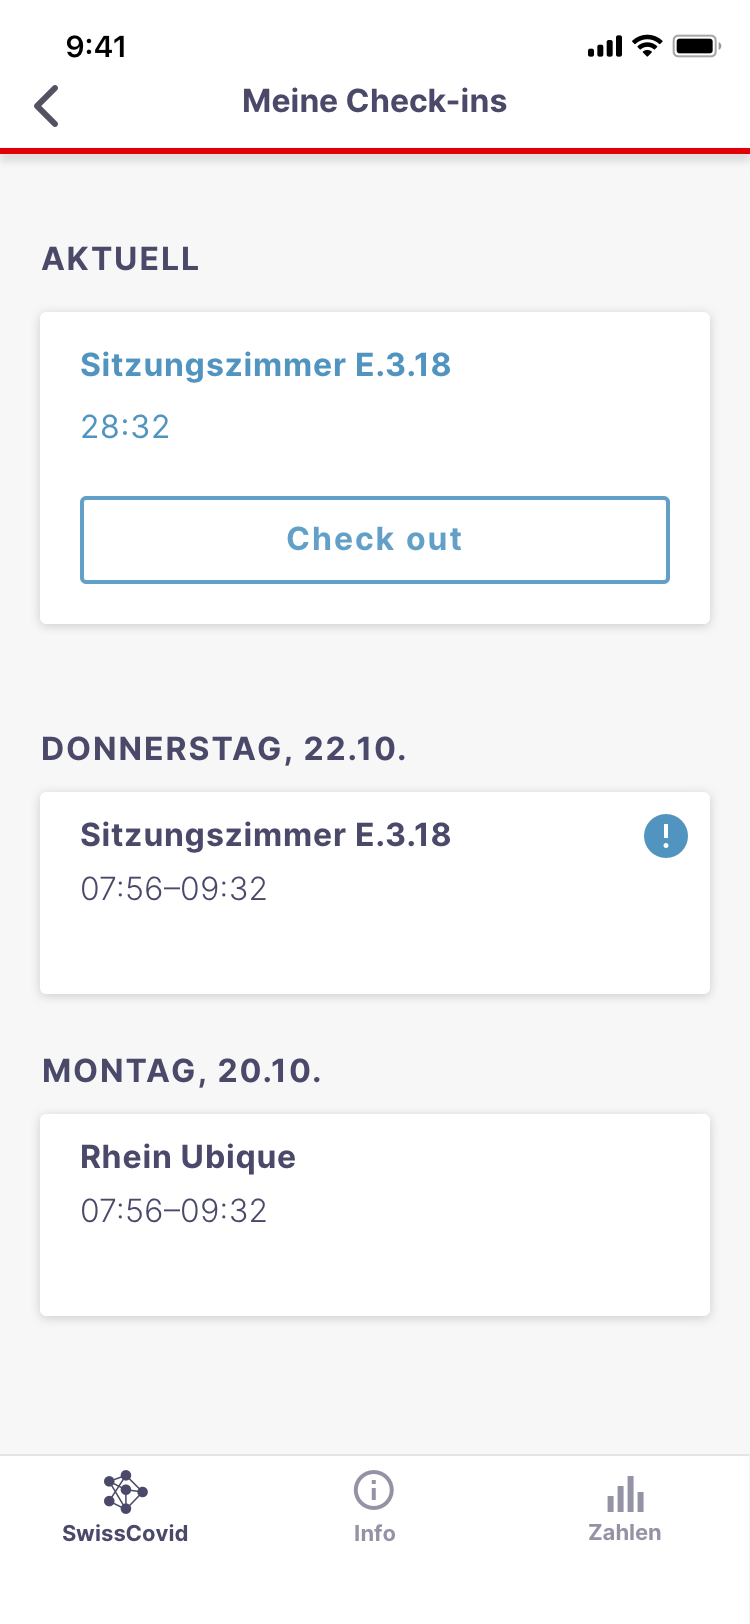 9:41
Meine Check-ins
AKTUELL
Sitzungszimmer E.3.18
28:32
Check out
DONNERSTAG, 22.10.
Sitzungszimmer E.3.18
07:56–09:32
MONTAG, 20.10.
Rhein Ubique
07:56–09:32
SwissCovid
Info
Zahlen